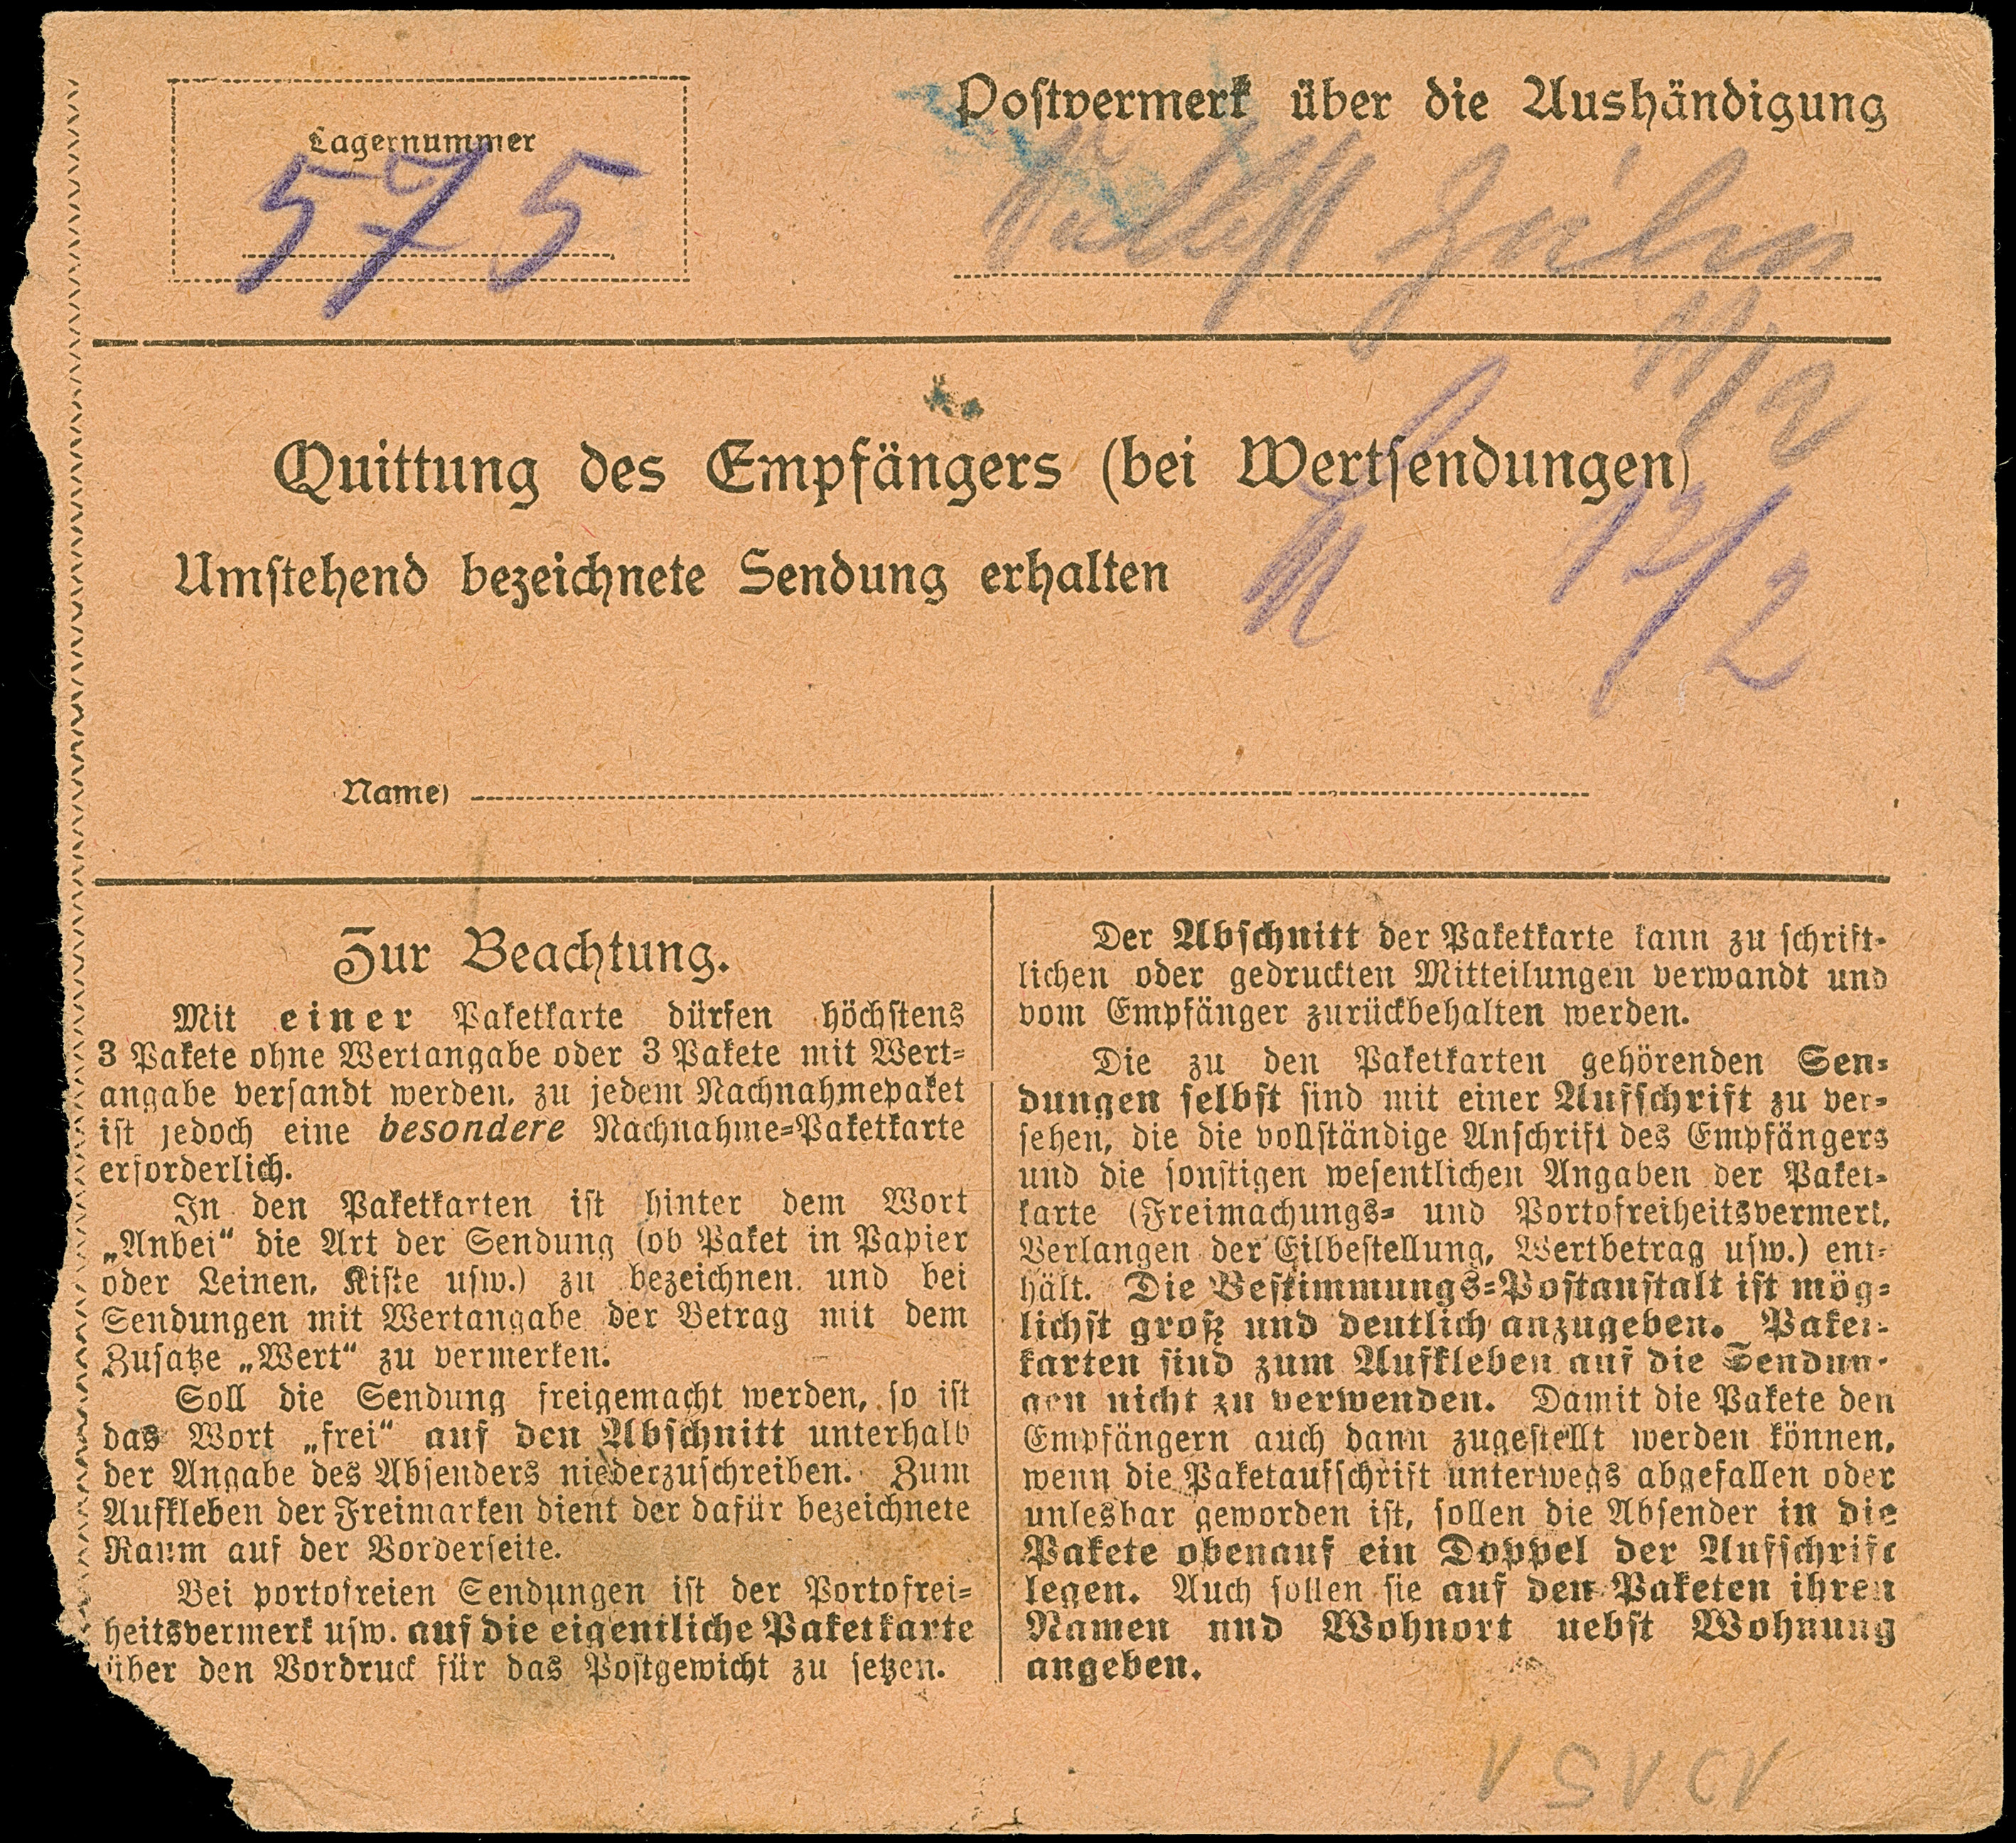 Lagernummer
575
Postvermerk über die Aushändigung
11/2
Quittung des Empfängers (bei Wertsendungen)
12/2
Umstehend bezeichnete Sendung erhalten
Name)
Zur Beachtung.
Mit einer Paketkarte dürfen höchstens
3 Pakete ohne Wertangabe oder 3 Pakete mit Wert-
angabe versandt werden, zu jedem Nachnahmepaket
ist jedoch eine besondere Nachnahme-Paketkarte
erforderlich.
In den Paketkarten ist hinter dem Wort
„Anbei“ die Art der Sendung (ob Paket in Papier
oder Leinen, Kiste usw.) zu bezeichnen und bei
Sendungen mit Wertangabe der Betrag mit dem
Zusatze „Wert“ zu vermerken.
Soll die Sendung freigemacht werden, so ist
das Wort „frei“ auf den Abschnitt unterhalb
der Angabe des Absenders niederzuschreiben. Zum
Aufkleben der Freimarken dient der dafür bezeichnete
Raum auf der Vorderseite.
Bei portofreien Sendungen ist der Portofrei-
heitsvermerk usw. auf die eigentliche Paketkarte
über den Vordruck für das Postgewicht zu setzen.
Der Abschnitt der Paketkarte kann zu schrift-
lichen oder gedruckten Mitteilungen verwandt und
vom Empfänger zurückbehalten werden.
Die zu den Paketkarten gehörenden Sen-
dungen selbst sind mit einer Aufschrift zu ver-
sehen, die die vollständige Anschrift des Empfängers
und die sonstigen wesentlichen Angaben der Paket-
karte (Freimachungs- und Portofreiheitsvermerk,
Verlangen der Eilbestellung, Wertbetrag usw.) ent-
hält. Die Bestimmungs-Postanstalt ist mög-
lichst groß und deutlich anzugeben. Paket-
karten sind zum Aufkleben auf die Sendun-
gen nicht zu verwenden. Damit die Pakete den
Empfängern auch dann zugestellt werden können,
wenn die Paketaufschrift unterwegs abgefallen oder
unlesbar geworden ist, sollen die Absender in die
Pakete obenauf ein Doppel der Aufschrift
legen. Auch sollen sie auf den Paketen ihren
Namen und Wohnort nebst Wohnung
angeben.